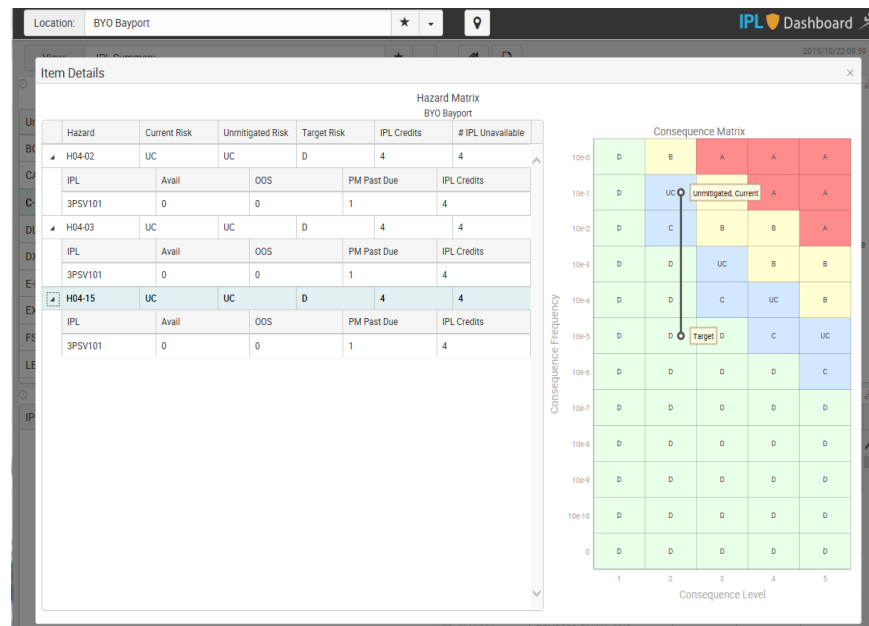 Location: BYO Bayport
IPL Dashboard
View: IPL Summary
2015/10/22 09:59
Item Details
Hazard Matrix
BYO Bayport
Hazard Current Risk Unmitigated Risk Target Risk IPL Credits # IPL Unavailable
H04-02 UC UC D 4 4
IPL Avail OOS PM Past Due IPL Credits
3PSV101 0 0 1 4
H04-03 UC UC D 4 4
IPL Avail OOS PM Past Due IPL Credits
3PSV101 0 0 1 4
H04-15 UC UC D 4 4
IPL Avail OOS PM Past Due IPL Credits
3PSV101 0 0 1 4
Consequence Matrix
Consequence Frequency
10e-0 D B A A A
10e-1 D UC Unmitigated, Current A A
10e-2 D C B B A
10e-3 D D UC B B
10e-4 D D C UC B
10e-5 D D Target D C UC
10e-6 D D D D C
10e-7 D D D D D
10e-8 D D D D D
10e-9 D D D D D
10e-10 D D D D D
0 D D D D D
1 2 3 4 5
Consequence Level